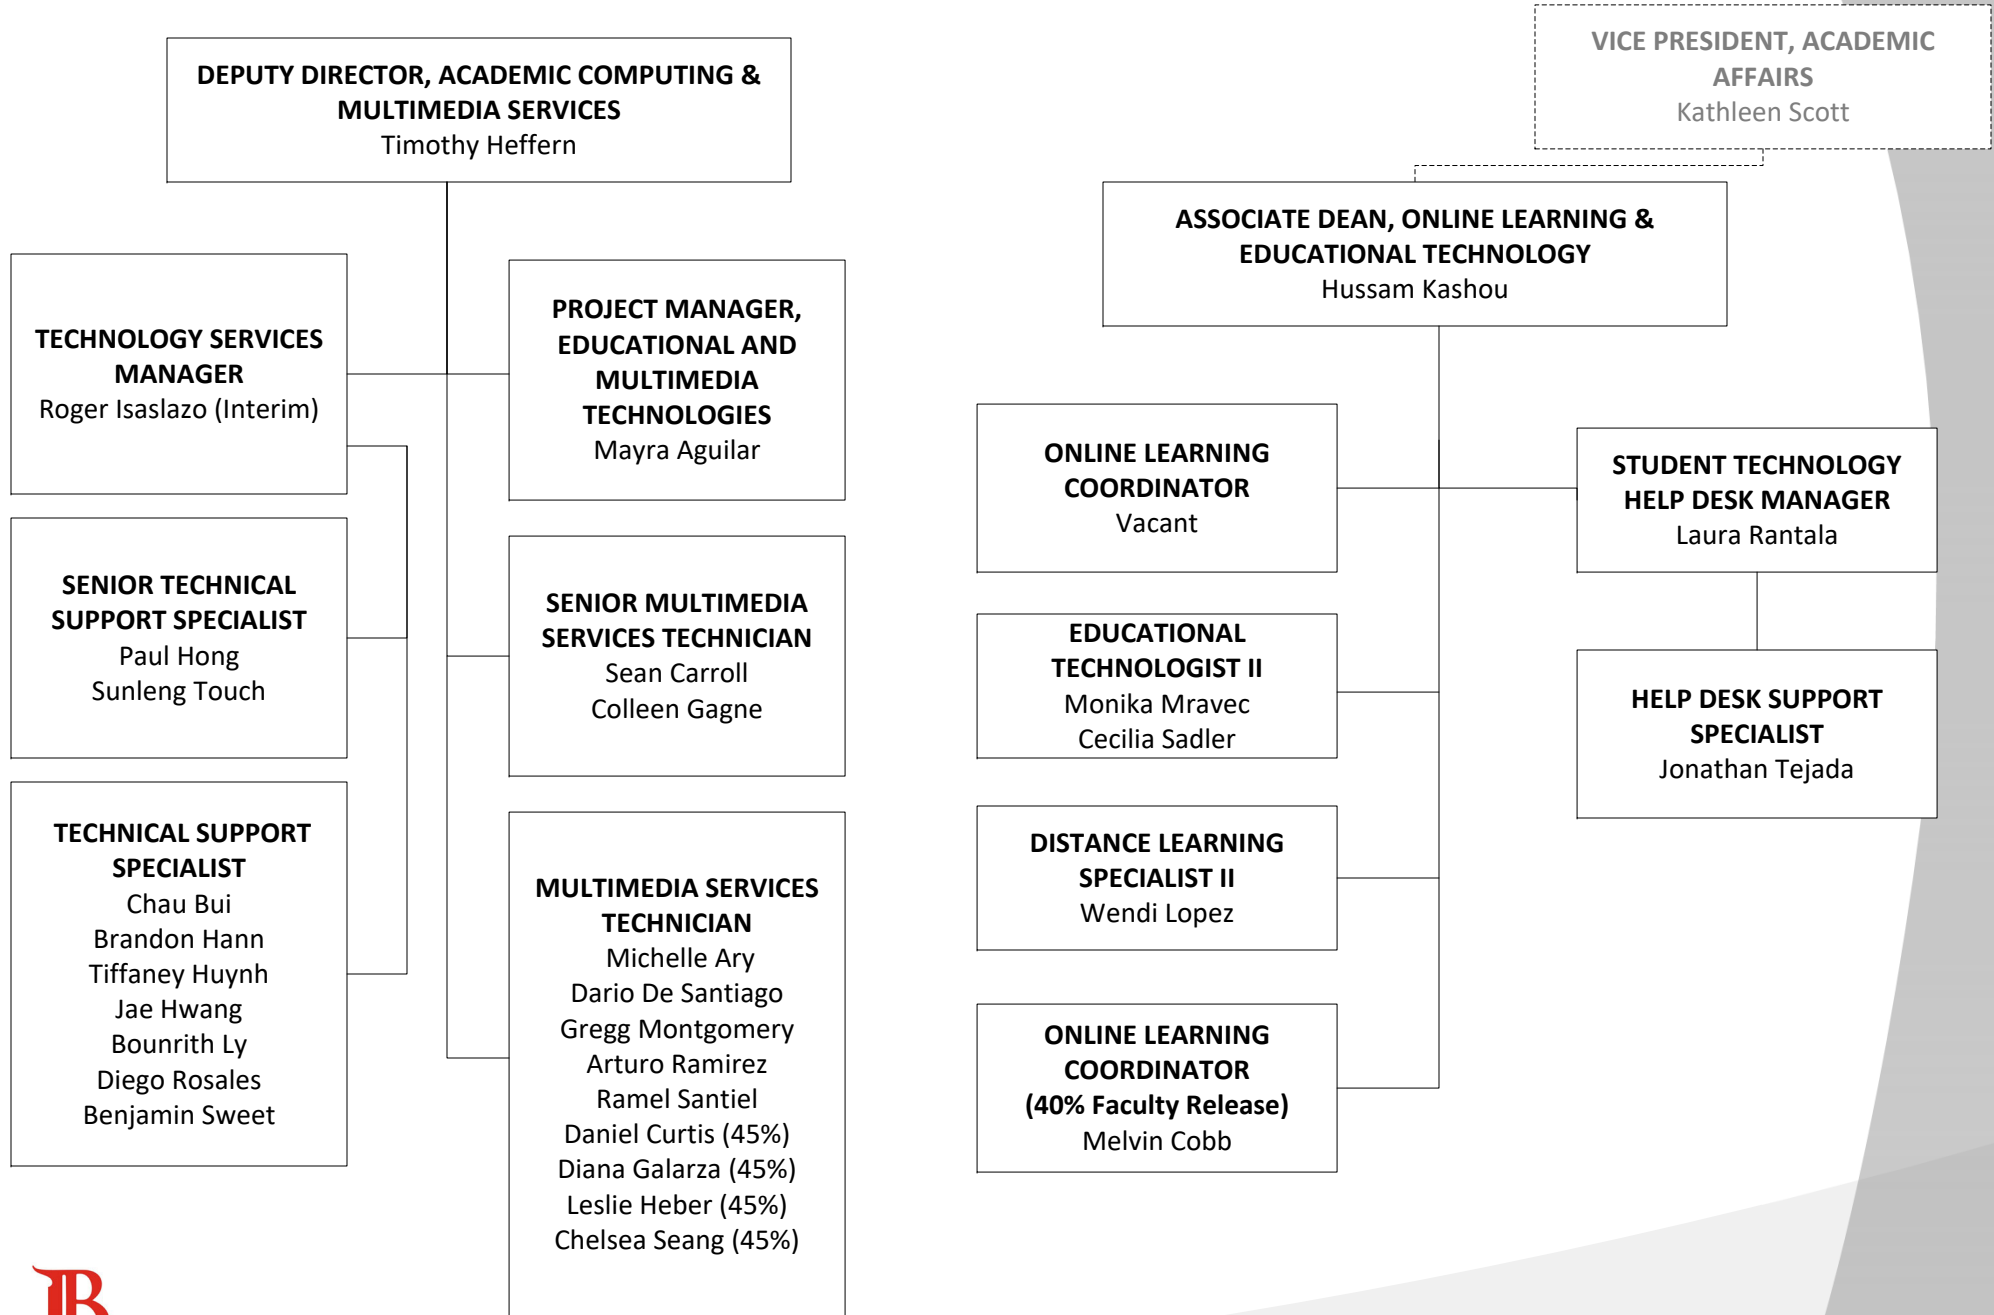 DEPUTY DIRECTOR, ACADEMIC COMPUTING &
MULTIMEDIA SERVICES
Timothy Heffern
VICE PRESIDENT, ACADEMIC
AFFAIRS
Kathleen Scott
ASSOCIATE DEAN, ONLINE LEARNING &
EDUCATIONAL TECHNOLOGY
Hussam Kashou
TECHNOLOGY SERVICES
MANAGER
Roger Isaslazo (Interim)
PROJECT MANAGER,
EDUCATIONAL AND
MULTIMEDIA
TECHNOLOGIES
Mayra Aguilar
ONLINE LEARNING
COORDINATOR
Vacant
STUDENT TECHNOLOGY
HELP DESK MANAGER
Laura Rantala
SENIOR TECHNICAL
SUPPORT SPECIALIST
Paul Hong
Sunleng Touch
SENIOR MULTIMEDIA
SERVICES TECHNICIAN
Sean Carroll
Colleen Gagne
EDUCATIONAL
TECHNOLOGIST II
Monika Mravec
Cecilia Sadler
HELP DESK SUPPORT
SPECIALIST
Jonathan Tejada
TECHNICAL SUPPORT
SPECIALIST
Chau Bui
Brandon Hann
Tiffaney Huynh
Jae Hwang
Bounrith Ly
Diego Rosales
Benjamin Sweet
MULTIMEDIA SERVICES
TECHNICIAN
Michelle Ary
Dario De Santiago
Gregg Montgomery
Arturo Ramirez
Ramel Santiel
Daniel Curtis (45%)
Diana Galarza (45%)
Leslie Heber (45%)
Chelsea Seang (45%)
DISTANCE LEARNING
SPECIALIST II
Wendi Lopez
ONLINE LEARNING
COORDINATOR
(40% Faculty Release)
Melvin Cobb